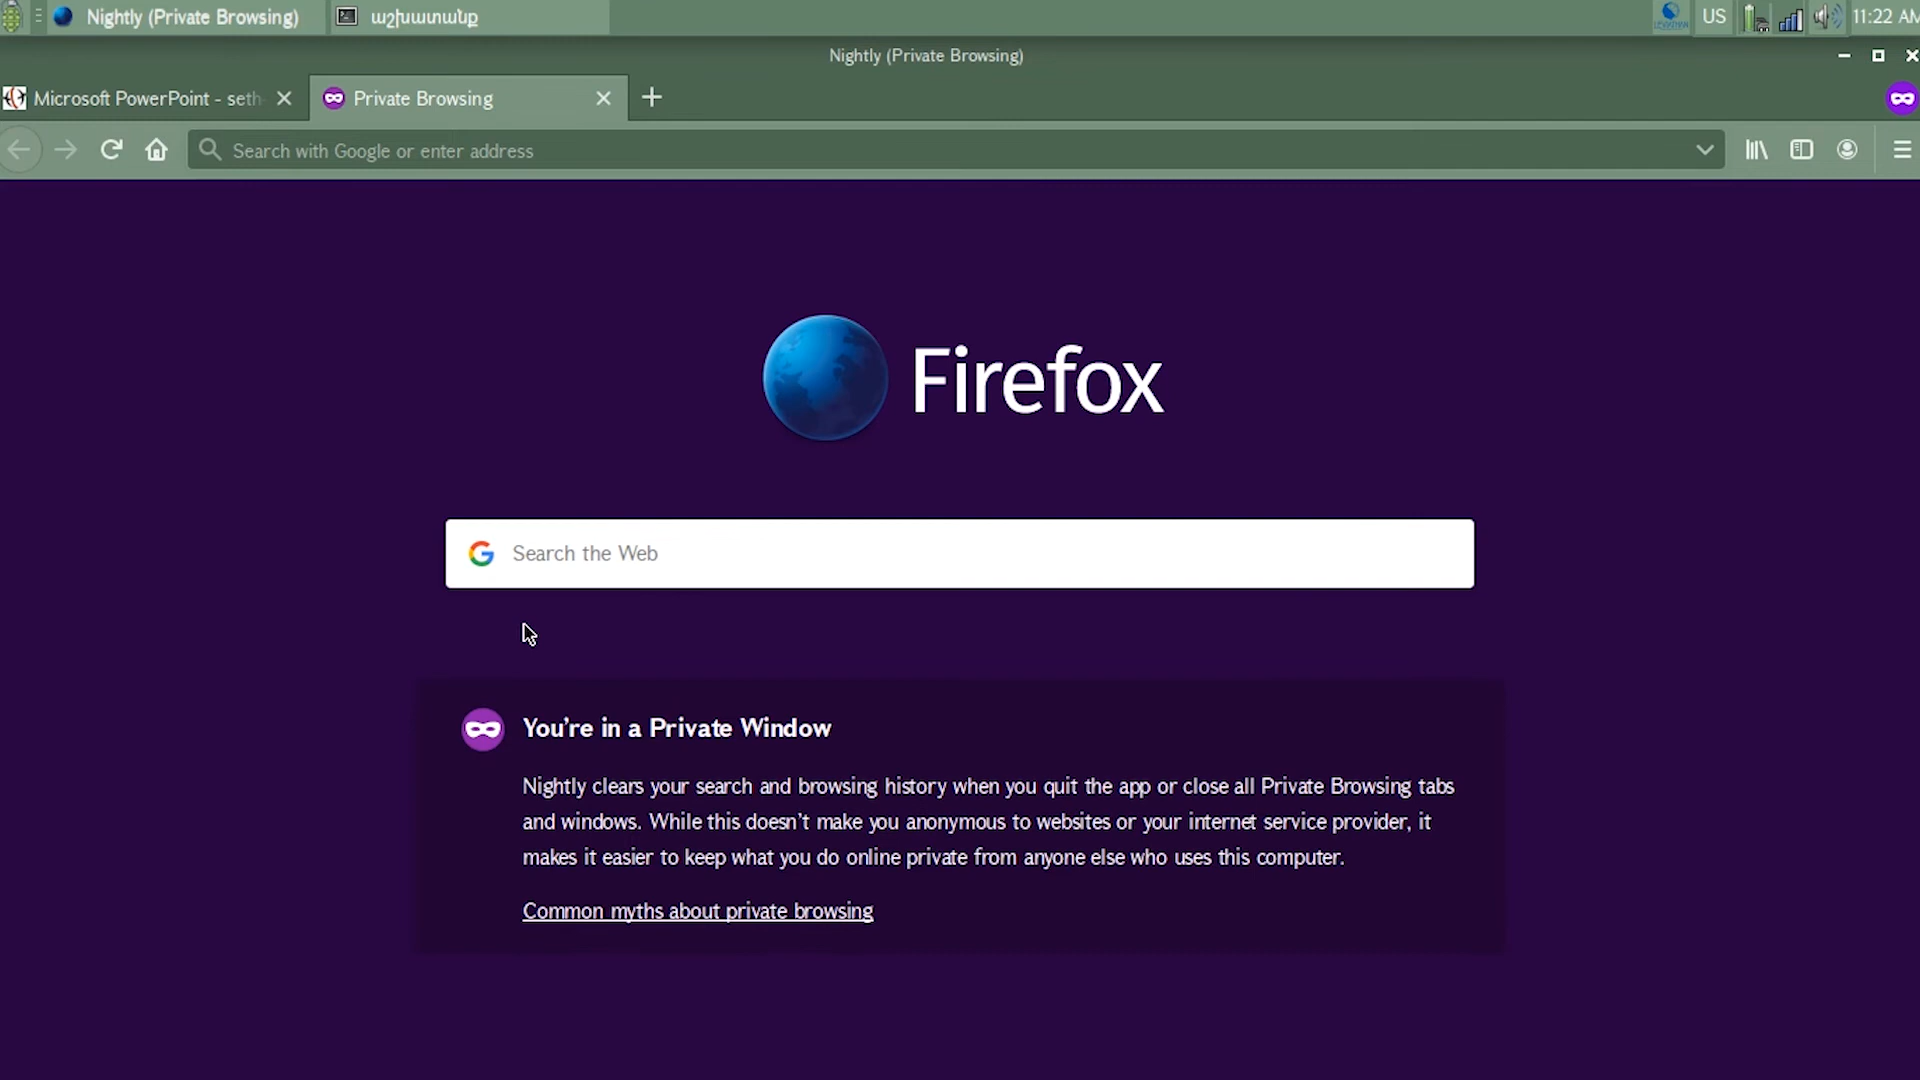 Nightly (Private Browsing)
աշխատանք
US
11:22 AM
Nightly (Private Browsing)
Microsoft PowerPoint - seth
Private Browsing
Search with Google or enter address
Firefox
Search the Web
You're in a Private Window
Nightly clears your search and browsing history when you quit the app or close all Private Browsing tabs
and windows. While this doesn't make you anonymous to websites or your internet service provider, it
makes it easier to keep what you do online private from anyone else who uses this computer.
Common myths about private browsing